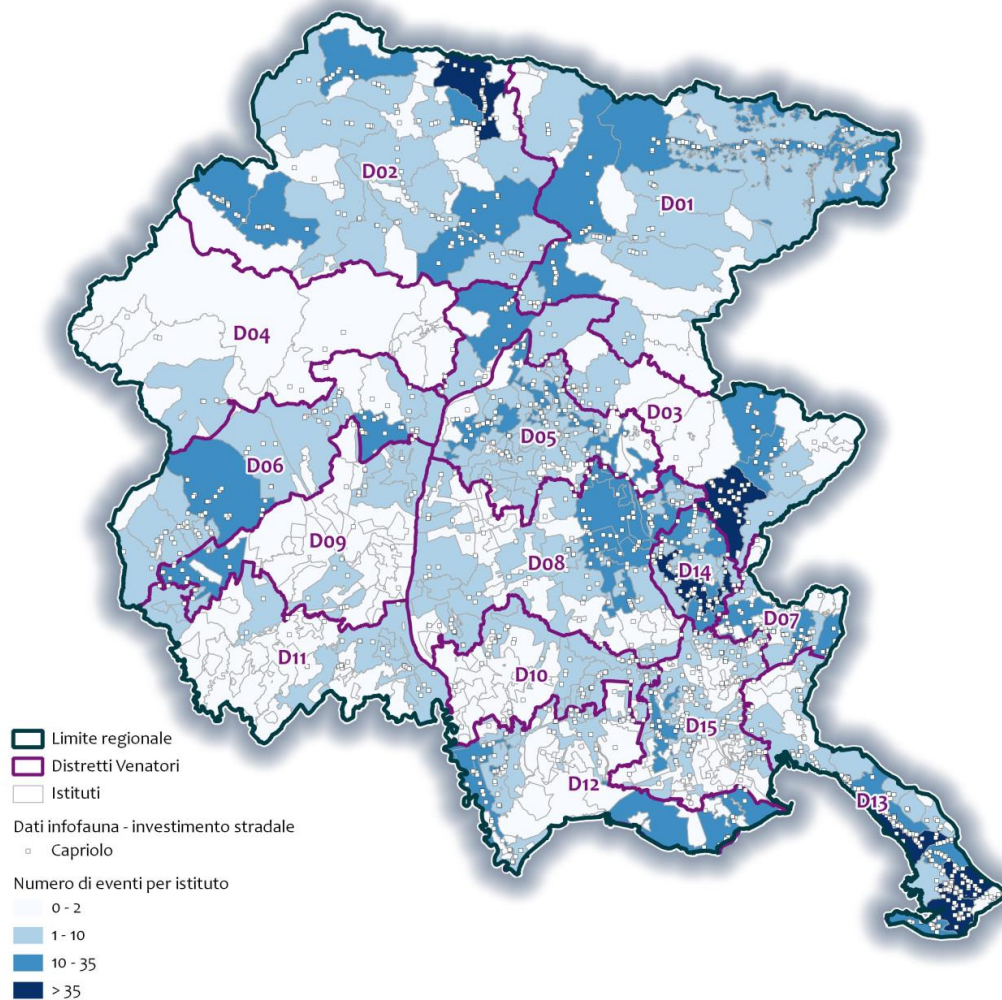 D02
D01
D04
D03
D05
D06
D09
D08
D14
D07
D11
D10
D15
D12
D13
Limite regionale
Distretti Venatori
Istituti
Dati infofauna - investimento stradale
Capriolo
Numero di eventi per istituto
0 - 2
1 - 10
10 - 35
> 35